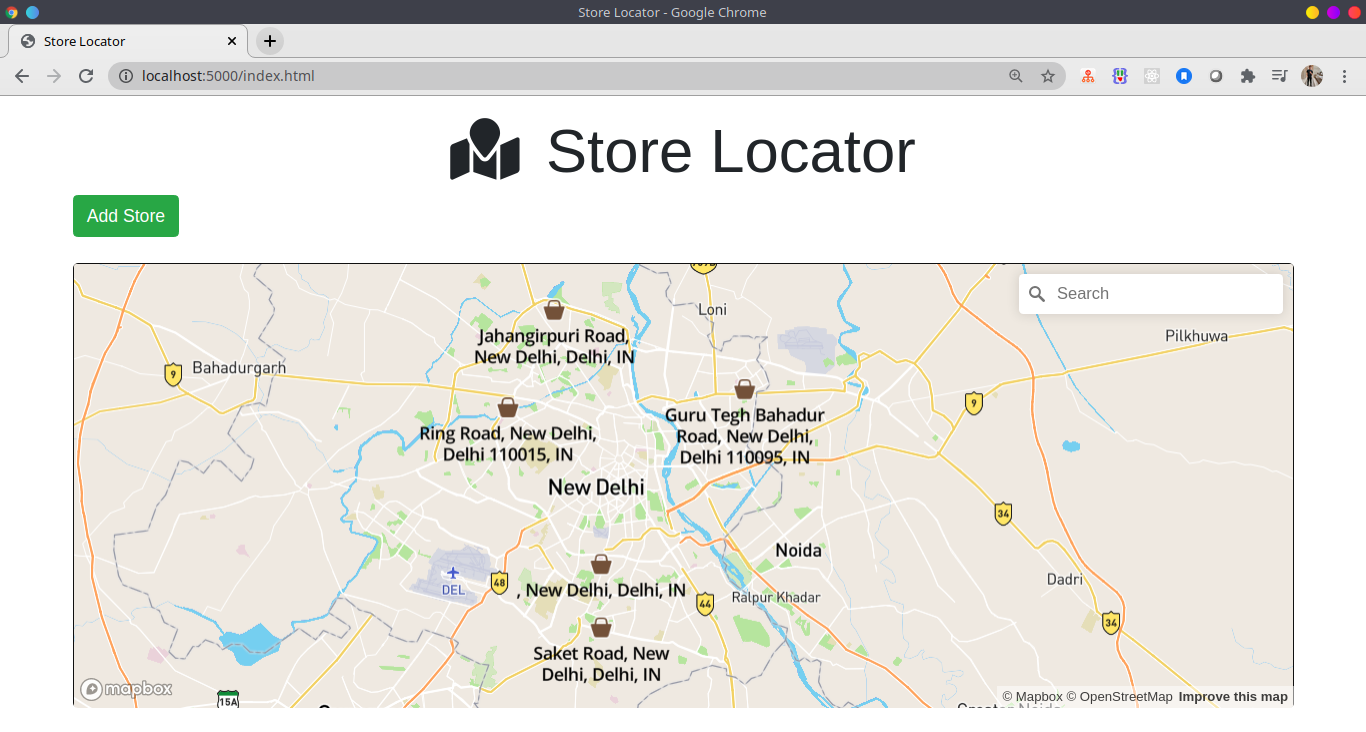 Store Locator - Google Chrome
Store Locator
localhost:5000/index.html
Store Locator
Add Store
Search
Loni
Pilkhuwa
Jahangirpuri Road,
New Delhi, Delhi, IN
9
Bahadurgarh
9
Guru Tegh Bahadur
Road, New Delhi,
Delhi 110095, IN
Ring Road, New Delhi,
Delhi 110015, IN
New Delhi
34
Noida
DEL
48
, New Delhi, Delhi, IN
44
Ralpur Khadar
Dadri
34
Saket Road, New
Delhi, Delhi, IN
mapbox
15A
© Mapbox © OpenStreetMap Improve this map